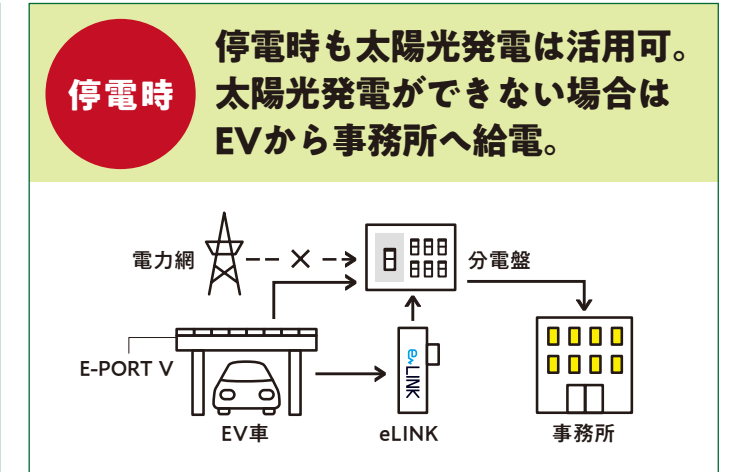 停電時
停電時も太陽光発電は活用可。
太陽光発電ができない場合は
EVから事務所へ給電。
電力網
分電盤
E-PORT V
eLINK
EV車
eLINK
事務所